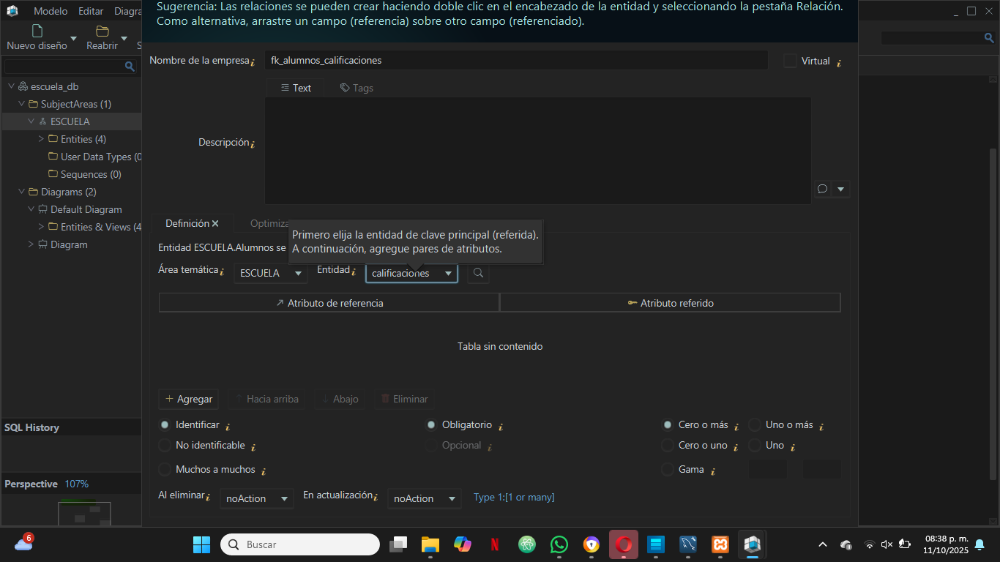 Sugerencia: Las relaciones se pueden crear haciendo doble clic en el encabezado de la entidad y seleccionando la pestaña Relación.
Como alternativa, arrastre un campo (referencia) sobre otro campo (referenciado).
Modelo Editar Diagra
Nuevo diseño Reabrir S
Nombre de la empresa fk_alumnos_calificaciones Virtual
Text Tags
Descripción
escuela_db
SubjectAreas (1)
ESCUELA
Entities (4)
User Data Types (0
Sequences (0)
Diagrams (2)
Default Diagram
Entities & Views (4
Diagram
Definición Optimiza
Primero elija la entidad de clave principal (referida).
A continuación, agregue pares de atributos.
Entidad ESCUELA.Alumnos se
Área temática ESCUELA Entidad calificaciones
Atributo de referencia Atributo referido
Tabla sin contenido
Agregar Hacia arriba Abajo Eliminar
Identificar Obligatorio Cero o más Uno o más
No identificable Opcional Cero o uno Uno
Muchos a muchos Gama
Al eliminar noAction En actualización noAction Type 1:[1 or many]
SQL History
Perspective 107%
6
Buscar
08:38 p. m.
11/10/2025